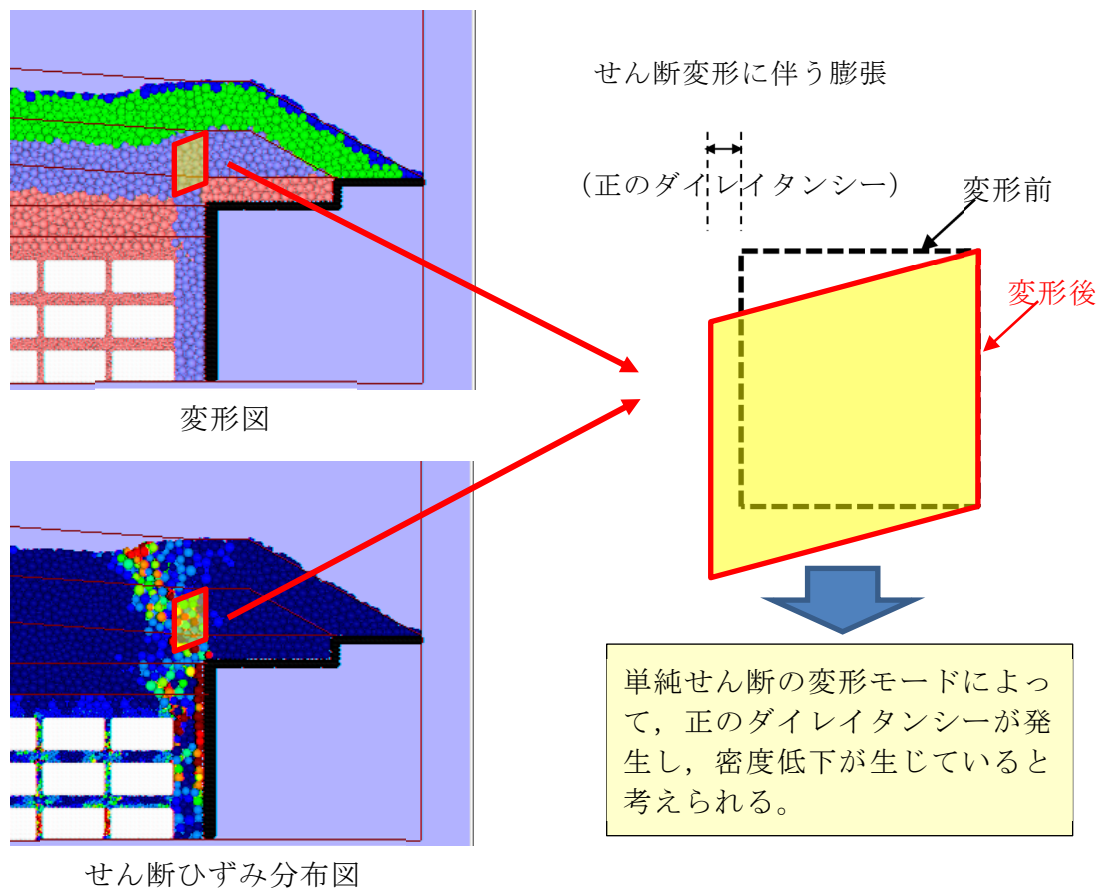 変形図
せん断ひずみ分布図
せん断変形に伴う膨張
（正のダイレイタンシー）
変形前
変形後
単純せん断の変形モードによっ
て，正のダイレイタンシーが発
生し，密度低下が生じていると
考えられる。